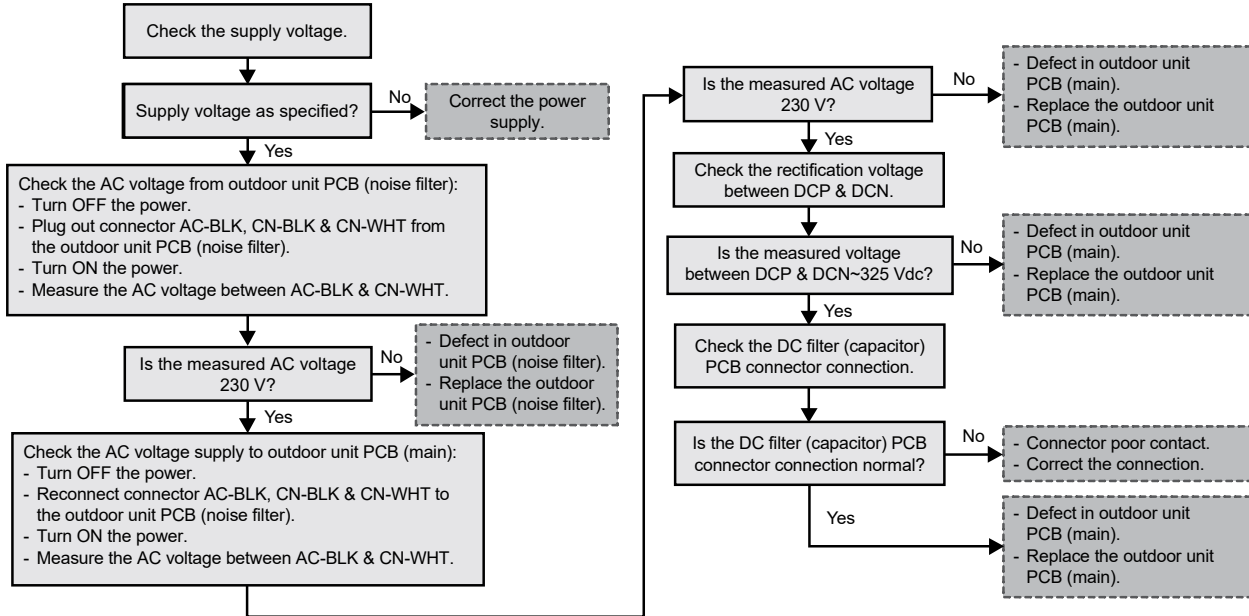 Check the supply voltage.
Supply voltage as specified?
No
Correct the power
supply.
Yes
Check the AC voltage from outdoor unit PCB (noise filter):
- Turn OFF the power.
- Plug out connector AC-BLK, CN-BLK & CN-WHT from
the outdoor unit PCB (noise filter).
- Turn ON the power.
- Measure the AC voltage between AC-BLK & CN-WHT.
Is the measured AC voltage
230 V?
No
- Defect in outdoor
unit PCB (noise filter).
- Replace the outdoor
unit PCB (noise filter).
Yes
Check the AC voltage supply to outdoor unit PCB (main):
- Turn OFF the power.
- Reconnect connector AC-BLK, CN-BLK & CN-WHT to
the outdoor unit PCB (noise filter).
- Turn ON the power.
- Measure the AC voltage between AC-BLK & CN-WHT.
Is the measured AC voltage
230 V?
No
- Defect in outdoor unit
PCB (main).
- Replace the outdoor unit
PCB (main).
Yes
Check the rectification voltage
between DCP & DCN.
Is the measured voltage
between DCP & DCN~325 Vdc?
No
- Defect in outdoor unit
PCB (main).
- Replace the outdoor unit
PCB (main).
Yes
Check the DC filter (capacitor)
PCB connector connection.
Is the DC filter (capacitor) PCB
connector connection normal?
No
- Connector poor contact.
- Correct the connection.
Yes
- Defect in outdoor unit
PCB (main).
- Replace the outdoor unit
PCB (main).